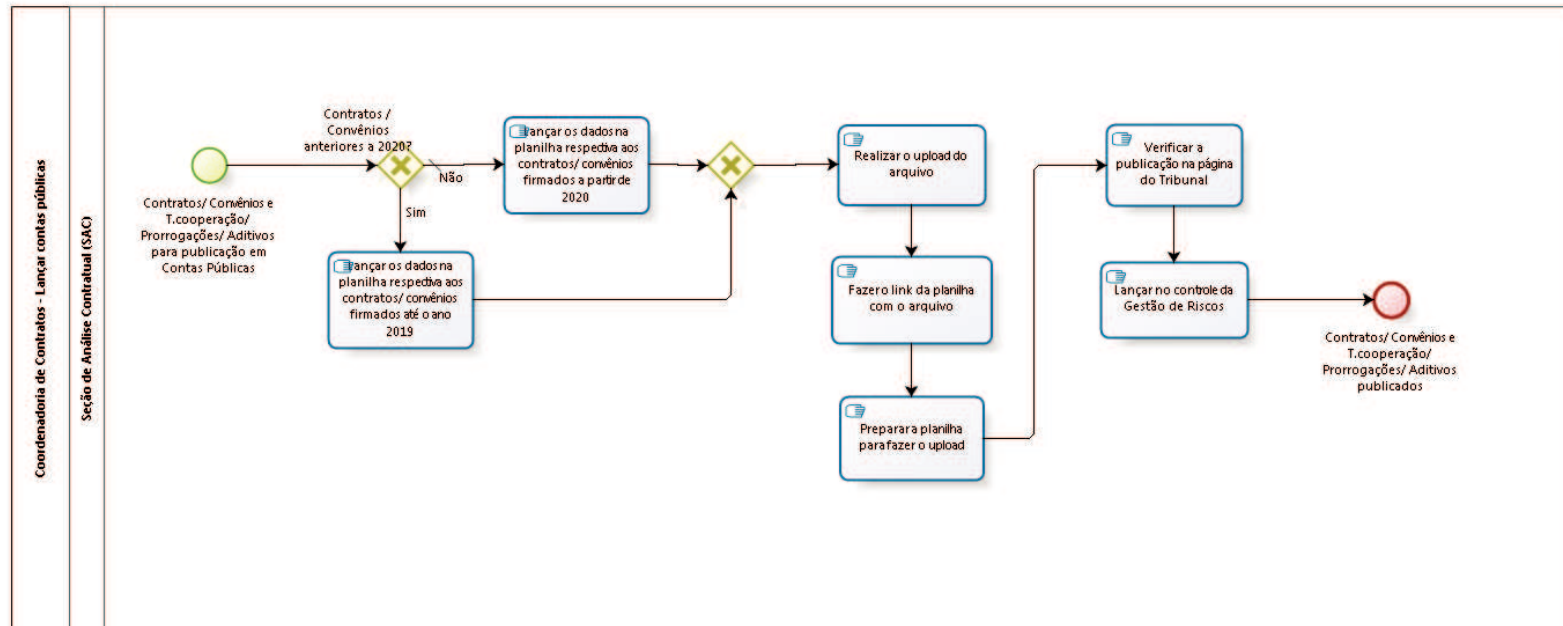 Coordenadoria de Contratos - Lançar contas públicas
Seção de Análise Contratual (SAC)
Contratos/ Convênios e
T.cooperação/
Prorrogações/ Aditivos
para publicação em
Contas Públicas
Contratos /
Convênios
anteriores a 2020?
Não
Sim
Lançar os dados na
planilha respectiva aos
contratos/ convênios
firmados a partir de
2020
Lançar os dados na
planilha respectiva aos
contratos/ convênios
firmados até o ano
2019
Realizar o upload do
arquivo
Fazer o link da planilha
com o arquivo
Preparar a planilha
para fazer o upload
Verificar a
publicação na página
do Tribunal
Lançar no controle da
Gestão de Riscos
Contratos/ Convênios e
T.cooperação/
Prorrogações/ Aditivos
publicados